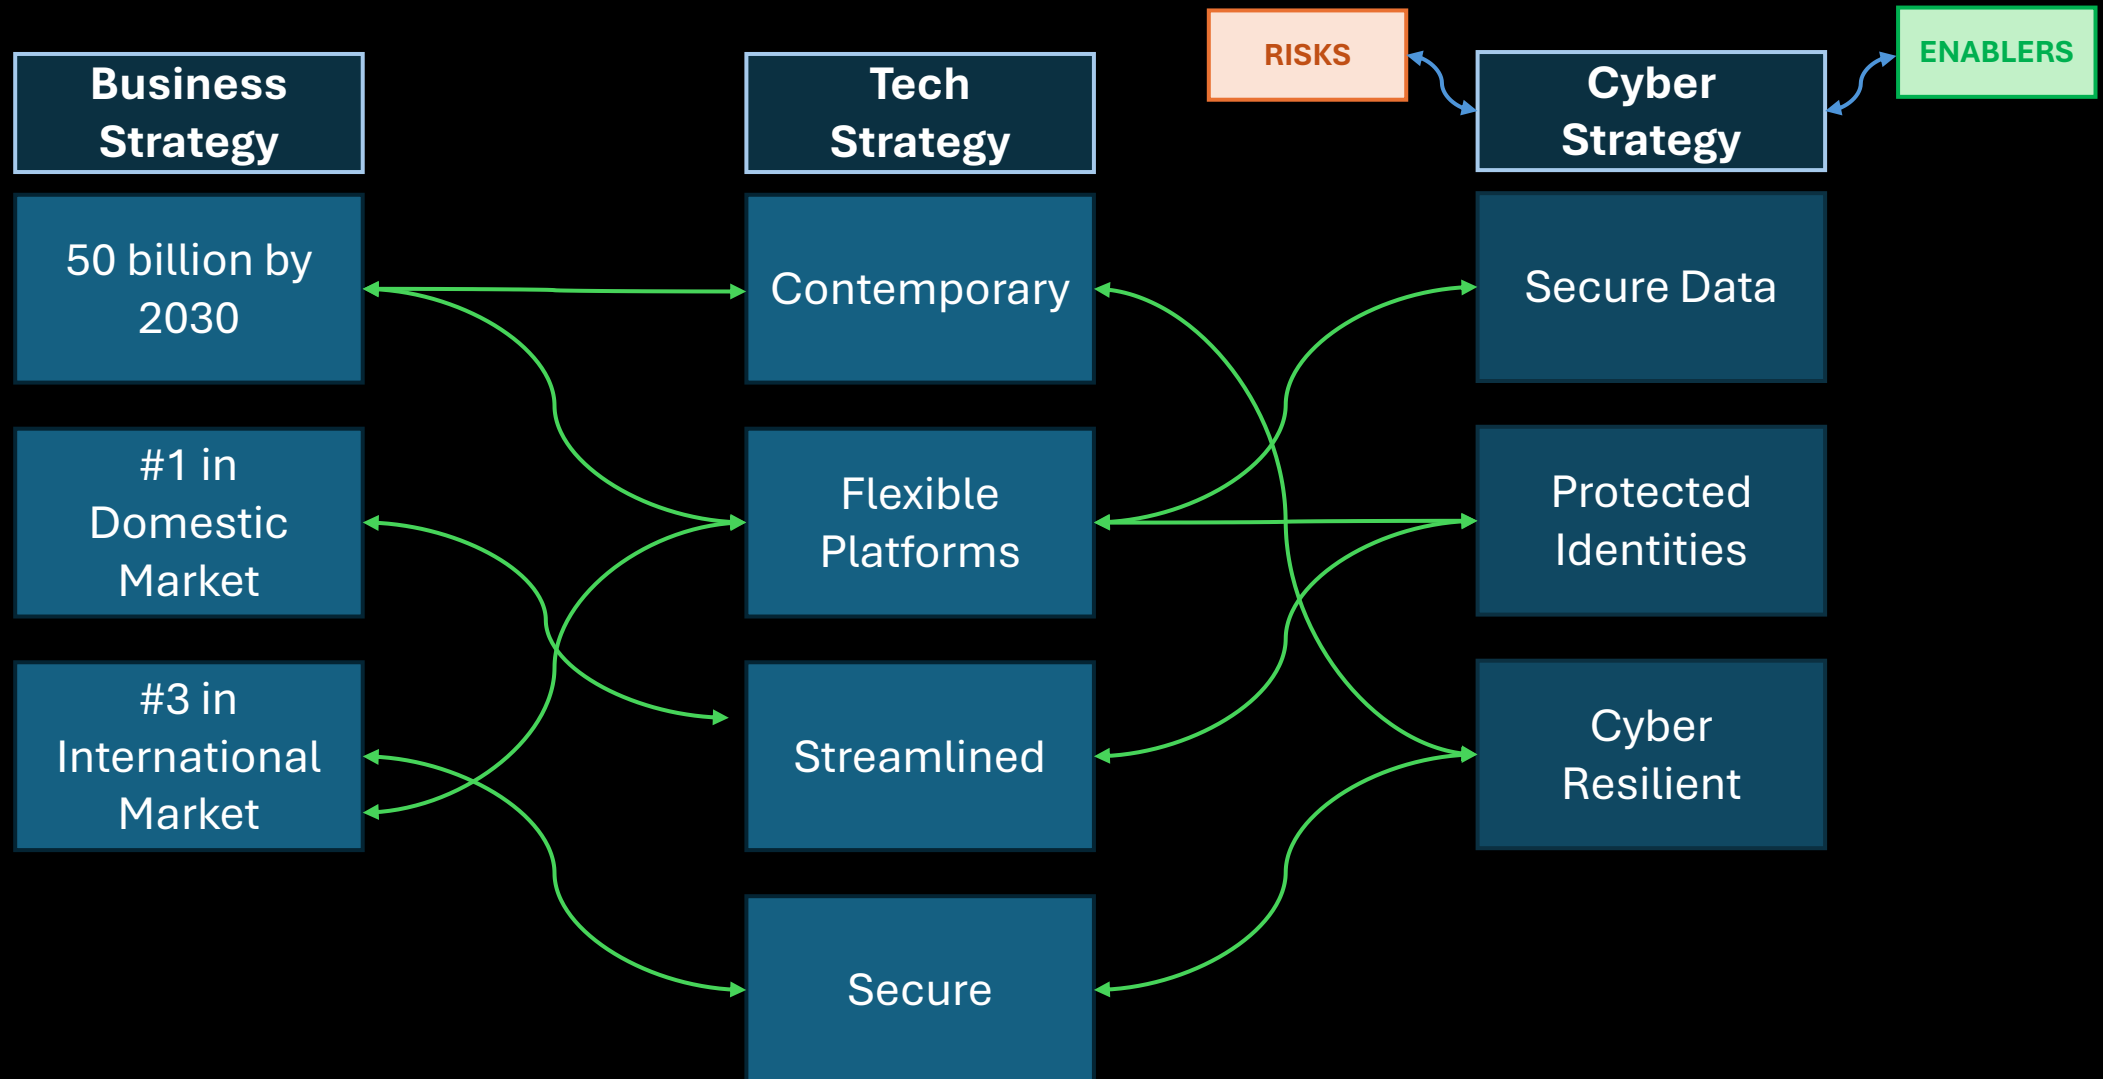 RISKS
ENABLERS
Business
Strategy
Tech
Strategy
Cyber
Strategy
50 billion by
2030
Contemporary
Secure Data
#1 in
Domestic
Market
Flexible
Platforms
Protected
Identities
#3 in
International
Market
Streamlined
Cyber
Resilient
Secure